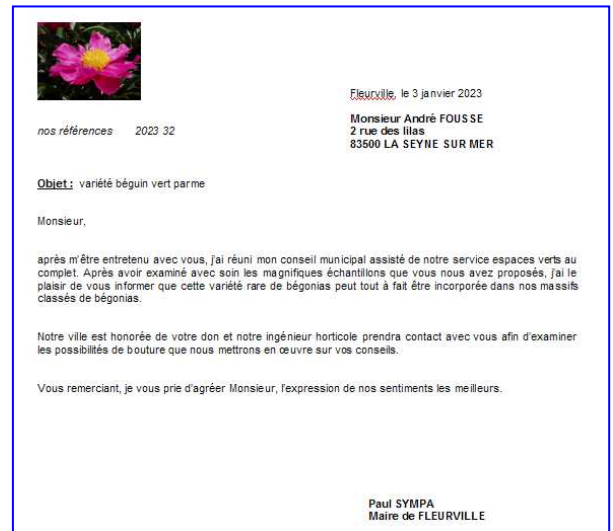 Fleurville, le 3 janvier 2023
Monsieur André FOUSSE
nos références 2023 32
2 rue des lilas
83500 LA SEYNE SUR MER
Objet : variété béguin vert parme
Monsieur,
après m'être entretenu avec vous, j'ai réuni mon conseil municipal assisté de notre service espaces verts au
complet. Après avoir examiné avec soin les magnifiques échantillons que vous nous avez proposés, j'ai le
plaisir de vous informer que cette variété rare de bégonias peut tout à fait être incorporée dans nos massifs
classés de bégonias.
Notre ville est honorée de votre don et notre ingénieur horticole prendra contact avec vous afin d'examiner
les possibilités de bouture que nous mettrons en œuvre sur vos conseils.
Vous remerciant, je vous prie d'agréer Monsieur, l'expression de nos sentiments les meilleurs.
Paul SYMPA
Maire de FLEURVILLE